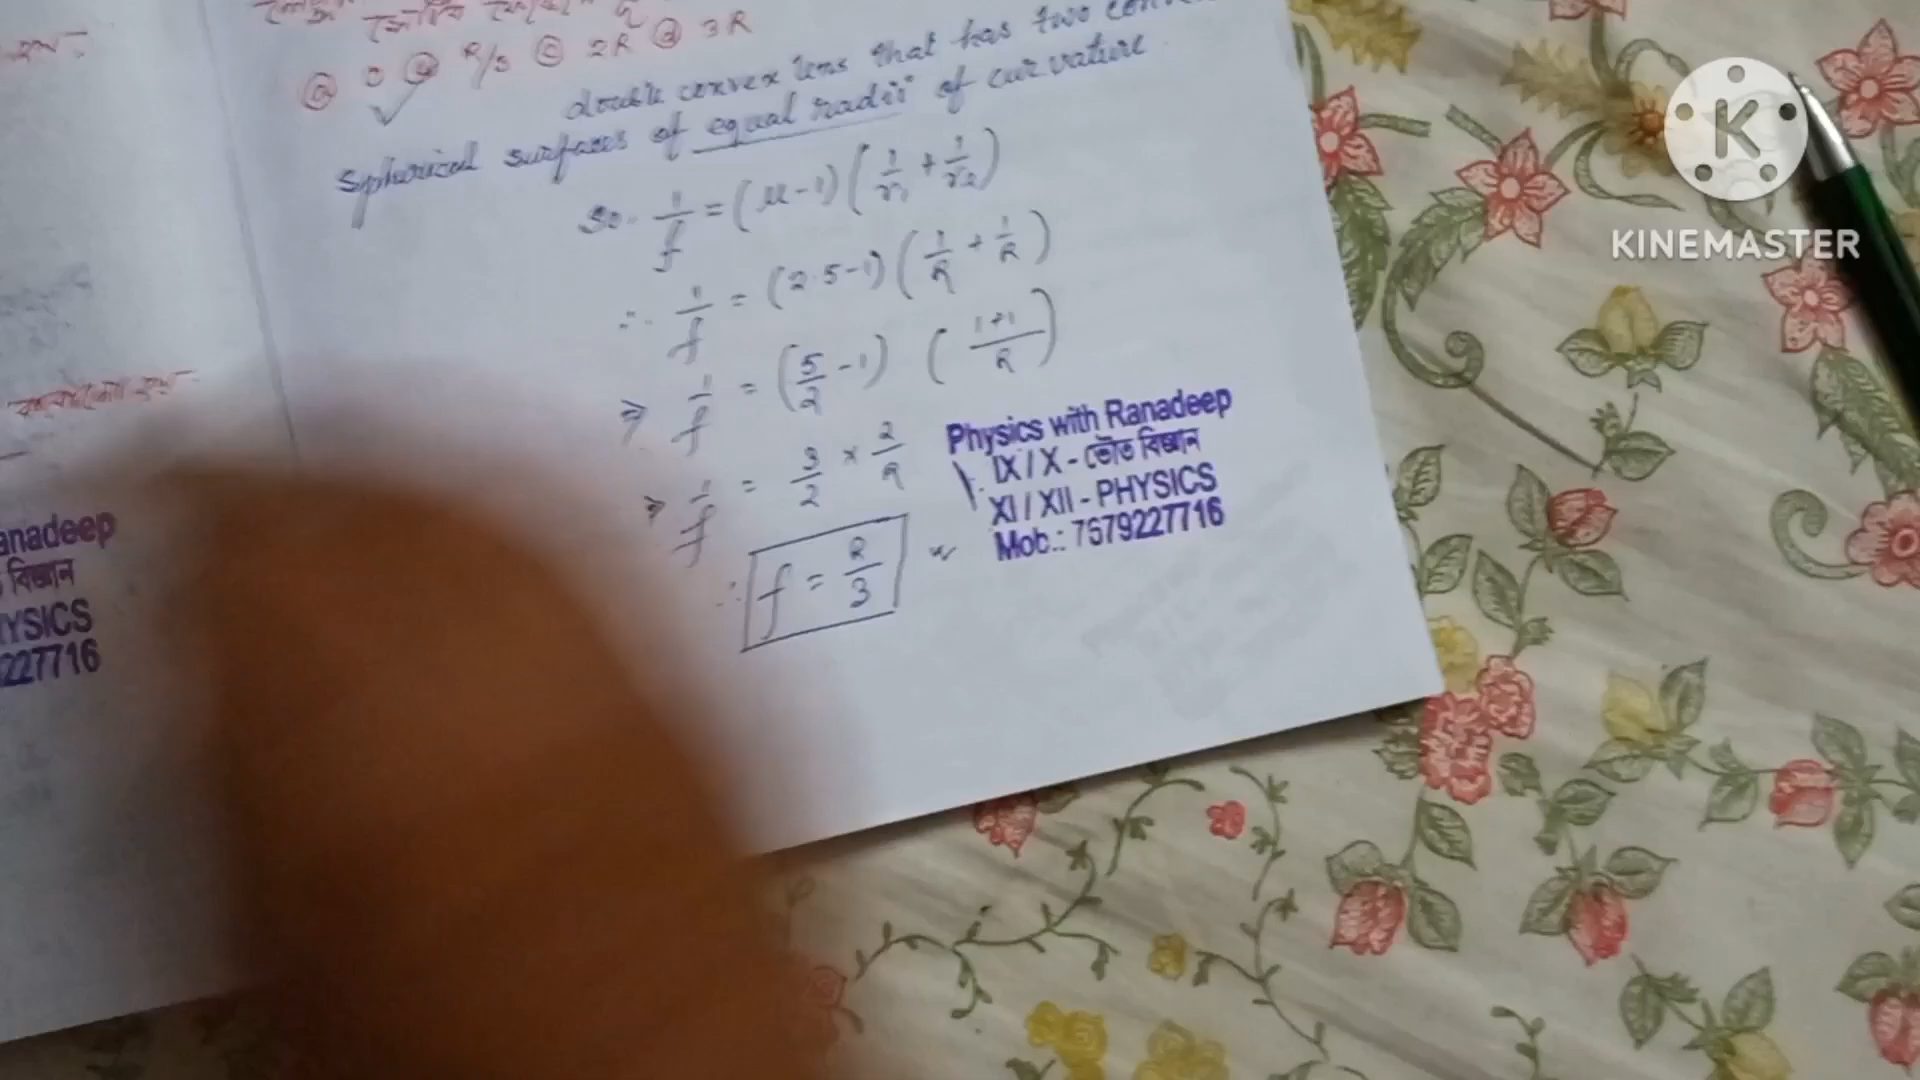 ⓐ 0 ⓑ R/3 ⓒ 2R ⓓ 3R
double convex lens that has two
spherical surfaces of equal radii of curvature
So. 1/f = (μ-1)(1/r₁ + 1/r₂)
∴ 1/f = (2.5-1)(1/R + 1/R)
⇒ 1/f = (5/2 -1) (1+1/R)
⇒ 1/f = 3/2 × 2/R
∴ f = R/3
Physics with Ranadeep
IX / X - ভৌত বিজ্ঞান
XI / XII - PHYSICS
Mob.: 7579227716
anadeep
বিজ্ঞান
YSICS
227716
KINEMASTER